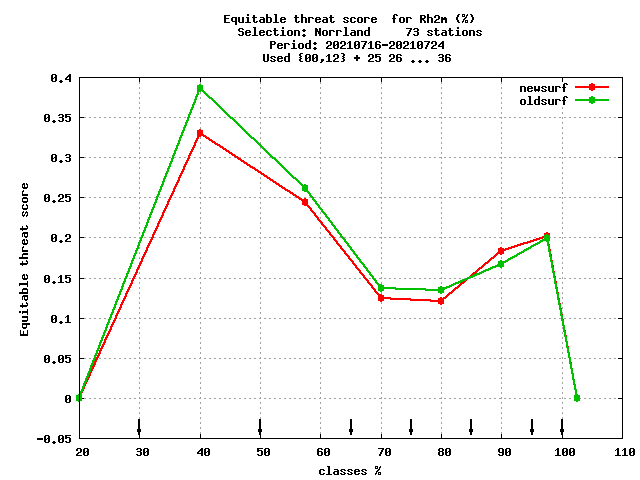 Equitable threat score  for Rh2m (%)
Selection: Norrland     73 stations
Period: 20210716-20210724
Used {00,12} + 25 26 ... 36
newsurf
oldsurf
Equitable threat score
0.4
0.35
0.3
0.25
0.2
0.15
0.1
0.05
0
-0.05
20 30 40 50 60 70 80 90 100 110
classes %